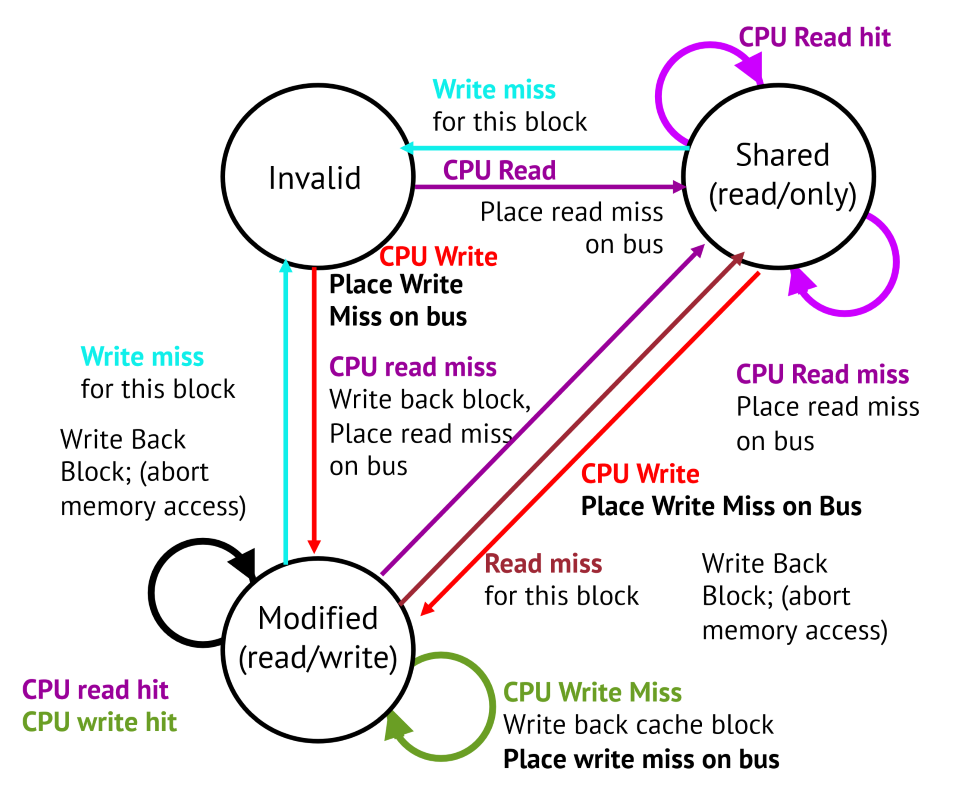 CPU Read hit
Write miss
for this block
Invalid
Shared
(read/only)
CPU Read
Place read miss
on bus
CPU Write
Place Write
Miss on bus
Write miss
for this block
Write Back
Block; (abort
memory access)
CPU read miss
Write back block,
Place read miss
on bus
CPU Read miss
Place read miss
on bus
CPU Write
Place Write Miss on Bus
Read miss
for this block
Write Back
Block; (abort
memory access)
Modified
(read/write)
CPU read hit
CPU write hit
CPU Write Miss
Write back cache block
Place write miss on bus